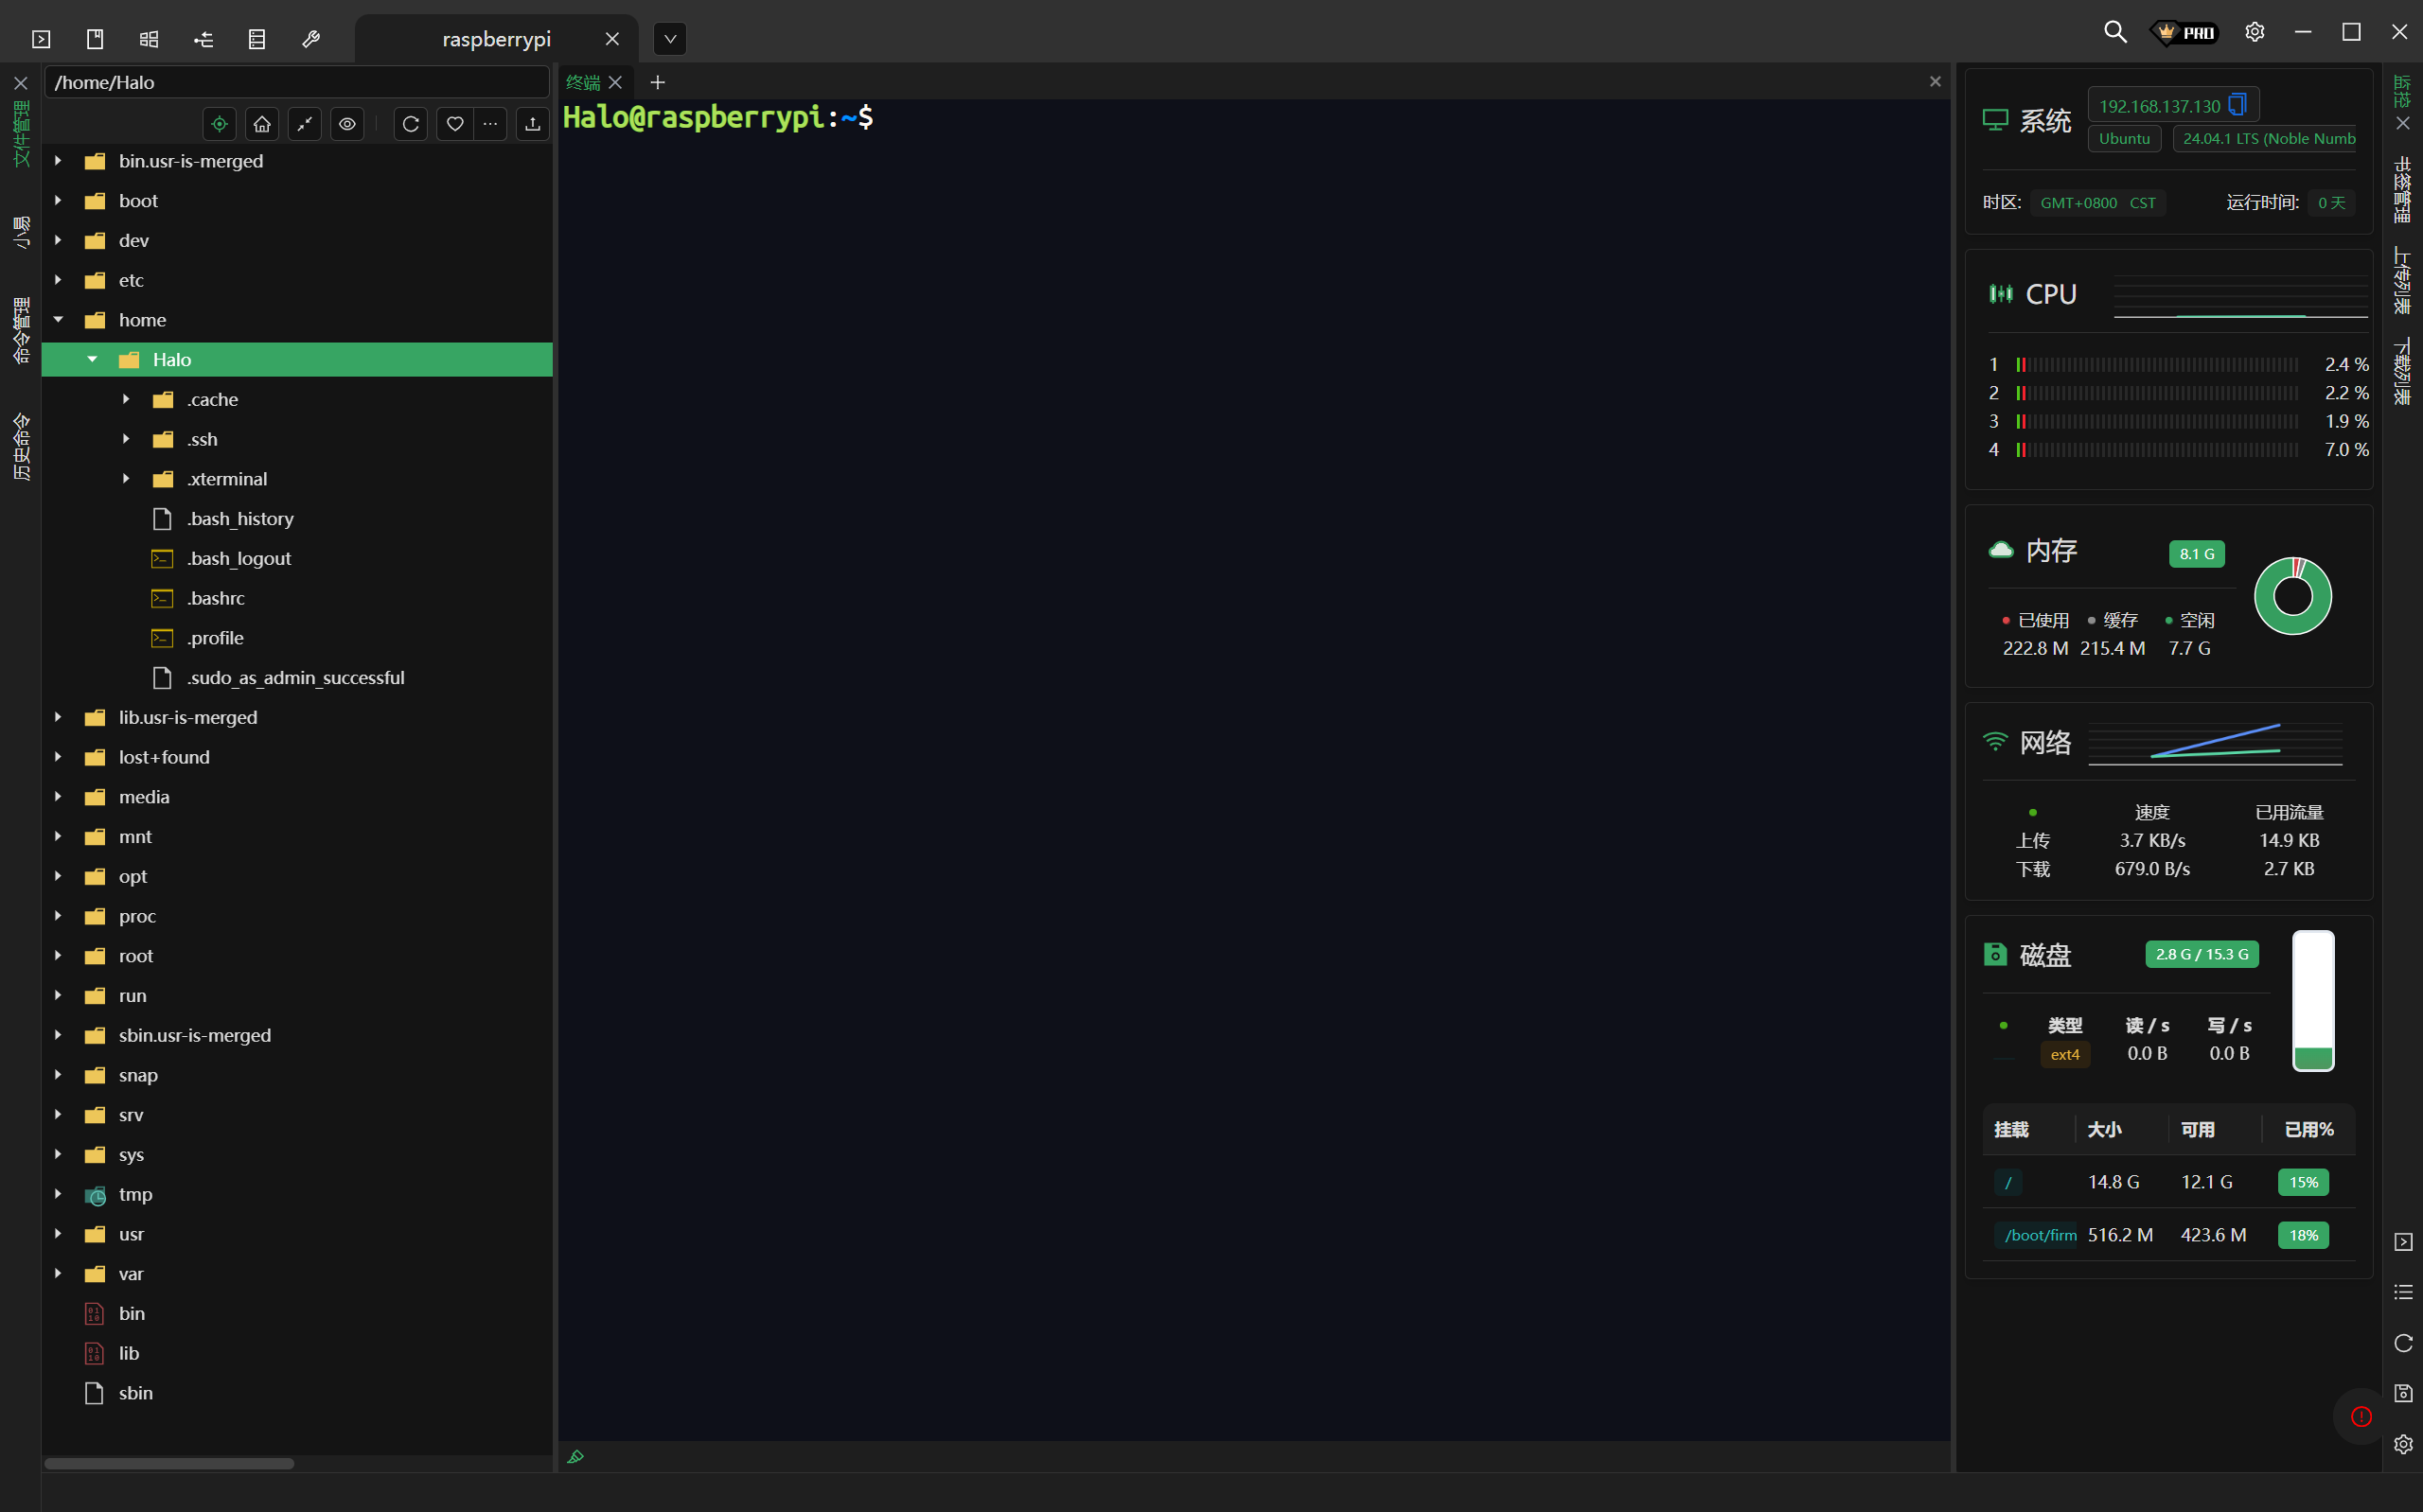 raspberrypi
PRO
文件管理
小易
命令管理
历史命令
/home/Halo
bin.usr-is-merged
boot
dev
etc
home
Halo
.cache
.ssh
.xterminal
.bash_history
.bash_logout
.bashrc
.profile
.sudo_as_admin_successful
lib.usr-is-merged
lost+found
media
mnt
opt
proc
root
run
sbin.usr-is-merged
snap
srv
sys
tmp
usr
var
bin
lib
sbin
终端
Halo@raspberrypi:~$
系统
192.168.137.130
Ubuntu 24.04.1 LTS (Noble Numb
时区: GMT+0800 CST 运行时间: 0 天
CPU
1 2.4 %
2 2.2 %
3 1.9 %
4 7.0 %
内存 8.1 G
已使用 缓存 空闲
222.8 M 215.4 M 7.7 G
网络
速度 已用流量
上传 3.7 KB/s 14.9 KB
下载 679.0 B/s 2.7 KB
磁盘 2.8 G / 15.3 G
类型 读 / s 写 / s
ext4 0.0 B 0.0 B
挂载 大小 可用 已用%
/ 14.8 G 12.1 G 15%
/boot/firm 516.2 M 423.6 M 18%
监控
书签管理
上传列表
下载列表